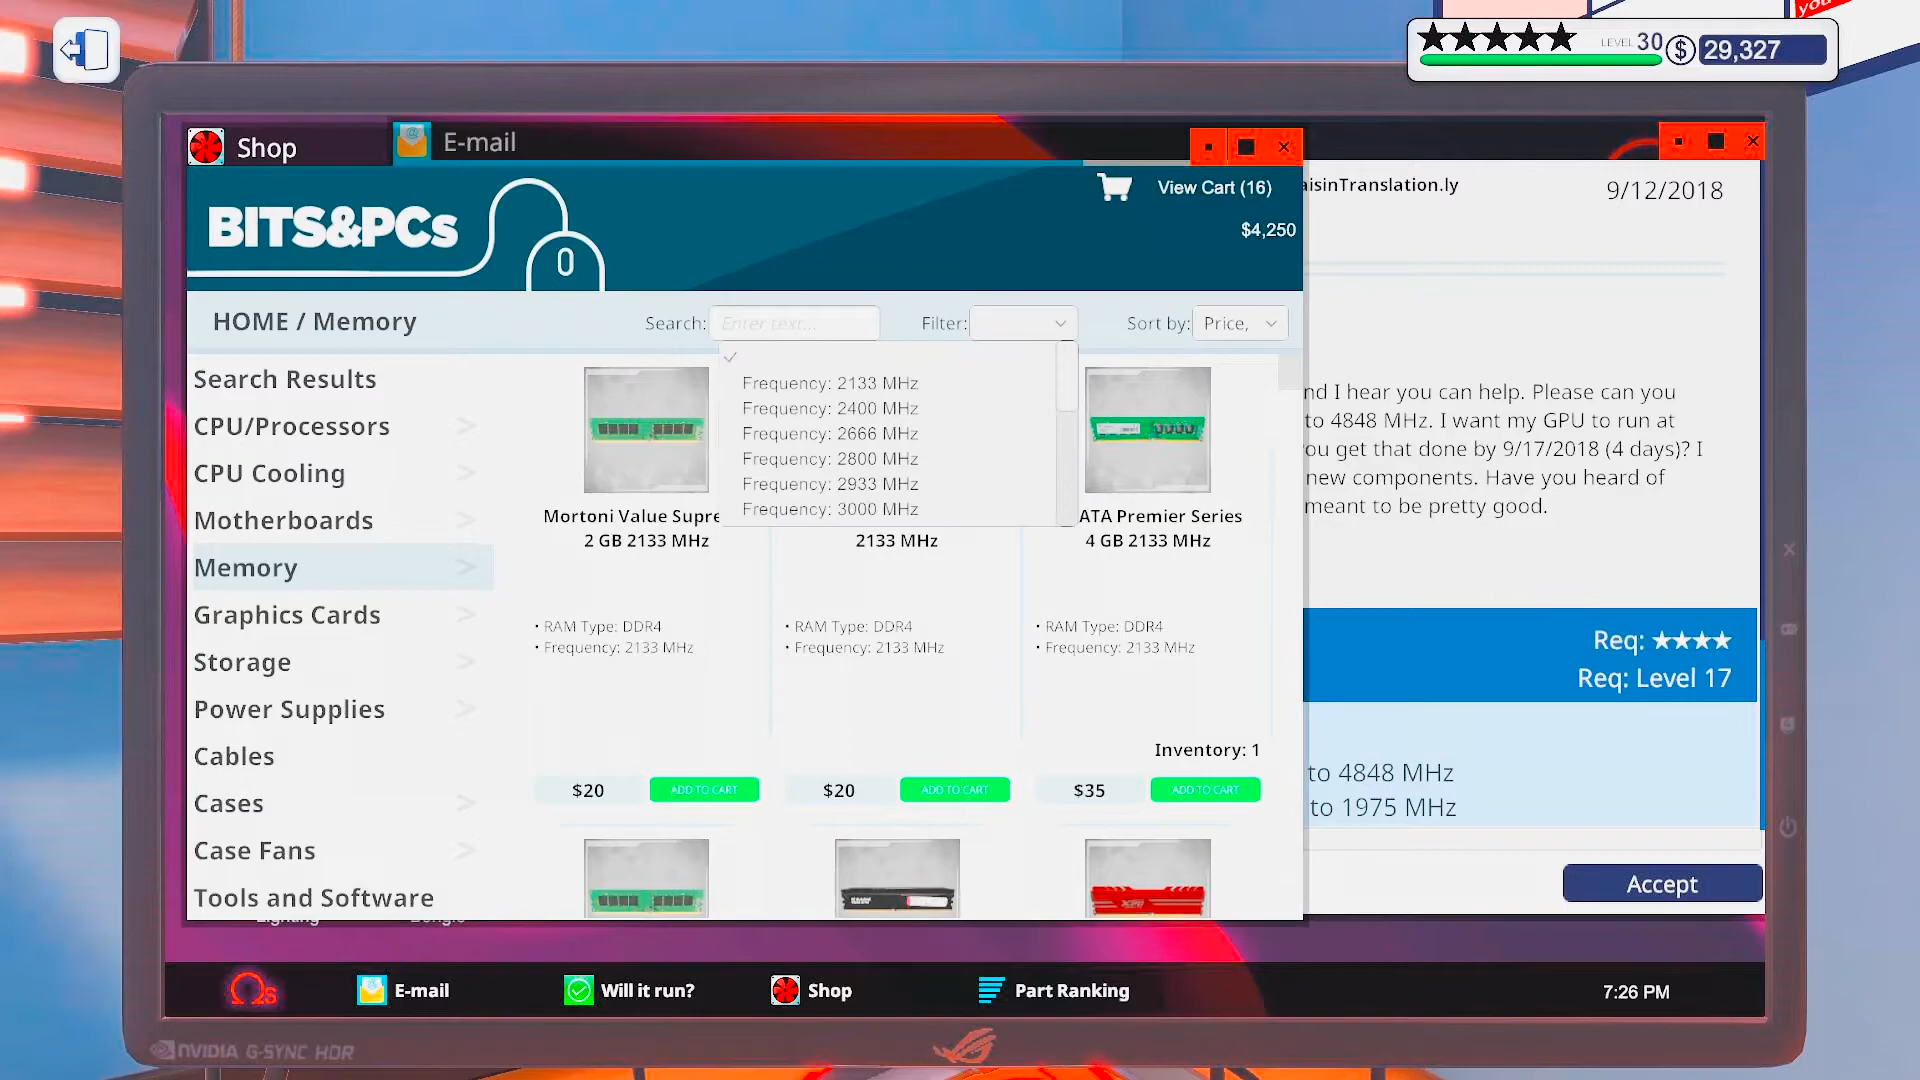 you
LEVEL 30 $ 29,327
Shop
E-mail
View Cart (16)
$4,250
BITS&PCs
aisinTranslation.ly
9/12/2018
HOME / Memory
Search: Enter text...
Filter:
Sort by: Price,
Search Results
CPU/Processors >
CPU Cooling >
Motherboards >
Memory >
Graphics Cards >
Storage >
Power Supplies >
Cables
Cases >
Case Fans >
Tools and Software
Frequency: 2133 MHz
Frequency: 2400 MHz
Frequency: 2666 MHz
Frequency: 2800 MHz
Frequency: 2933 MHz
Frequency: 3000 MHz
Mortoni Value Supre
2 GB 2133 MHz
• RAM Type: DDR4
• Frequency: 2133 MHz
$20
ADD TO CART
2133 MHz
• RAM Type: DDR4
• Frequency: 2133 MHz
$20
ADD TO CART
ATA Premier Series
4 GB 2133 MHz
• RAM Type: DDR4
• Frequency: 2133 MHz
Inventory: 1
$35
ADD TO CART
nd I hear you can help. Please can you
to 4848 MHz. I want my GPU to run at
ou get that done by 9/17/2018 (4 days)? I
new components. Have you heard of
meant to be pretty good.
Req: ★★★★
Req: Level 17
to 4848 MHz
to 1975 MHz
Accept
E-mail
Will it run?
Shop
Part Ranking
7:26 PM
NVIDIA G-SYNC HDR